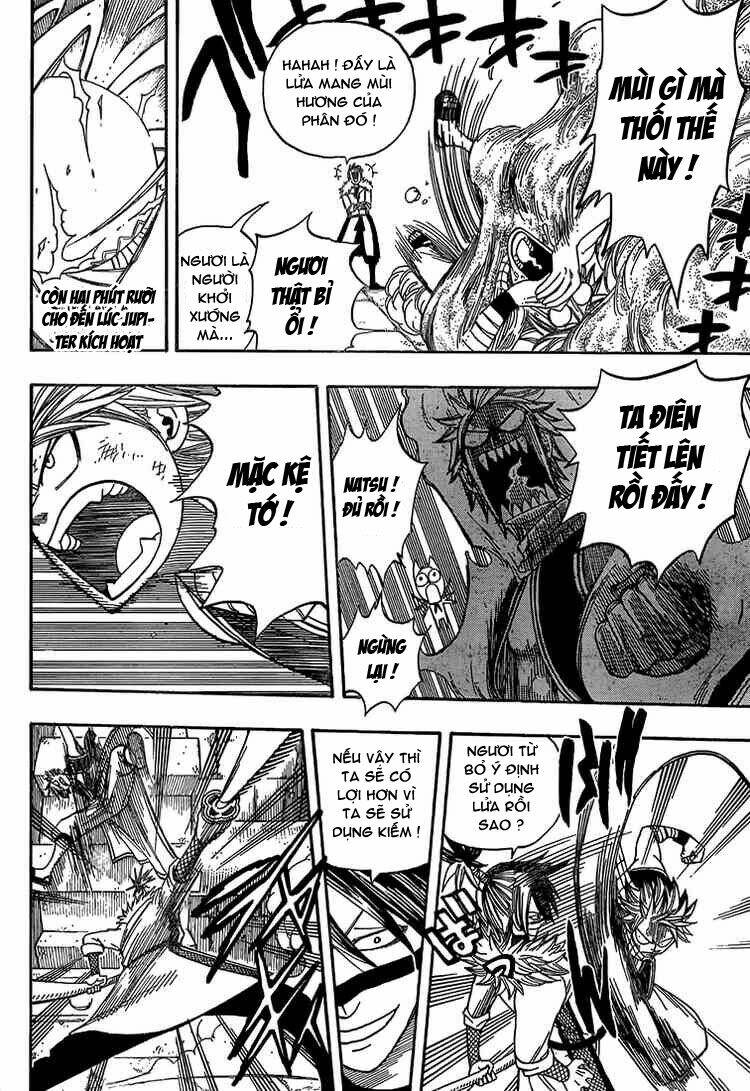 MÙI GÌ MÀ
THỐI THẾ
NÀY !
HAHAH ! ĐẤY LÀ
LỬA MANG MÙI
HƯƠNG CỦA
PHÂN ĐÓ !
NGƯƠI
THẬT BỈ
ỔI !
NGƯƠI LÀ
NGƯỜI
KHỞI
XƯỚNG
MÀ...
CÒN HAI PHÚT RƯỠI
CHO ĐẾN LÚC JUPI-
TER KÍCH HOẠT
TA ĐIÊN
TIẾT LÊN
RỒI ĐẤY !
NATSU !
ĐỦ RỒI !
NGỪNG
LẠI !
MẶC KỆ
TỚ !
NGƯƠI TỪ
BỎ Ý ĐỊNH
SỬ DỤNG
LỬA RỒI
SAO ?
NẾU VẬY THÌ
TA SẼ CÓ
LỢI HƠN VÌ
TA SẼ SỬ
DỤNG KIẾM !